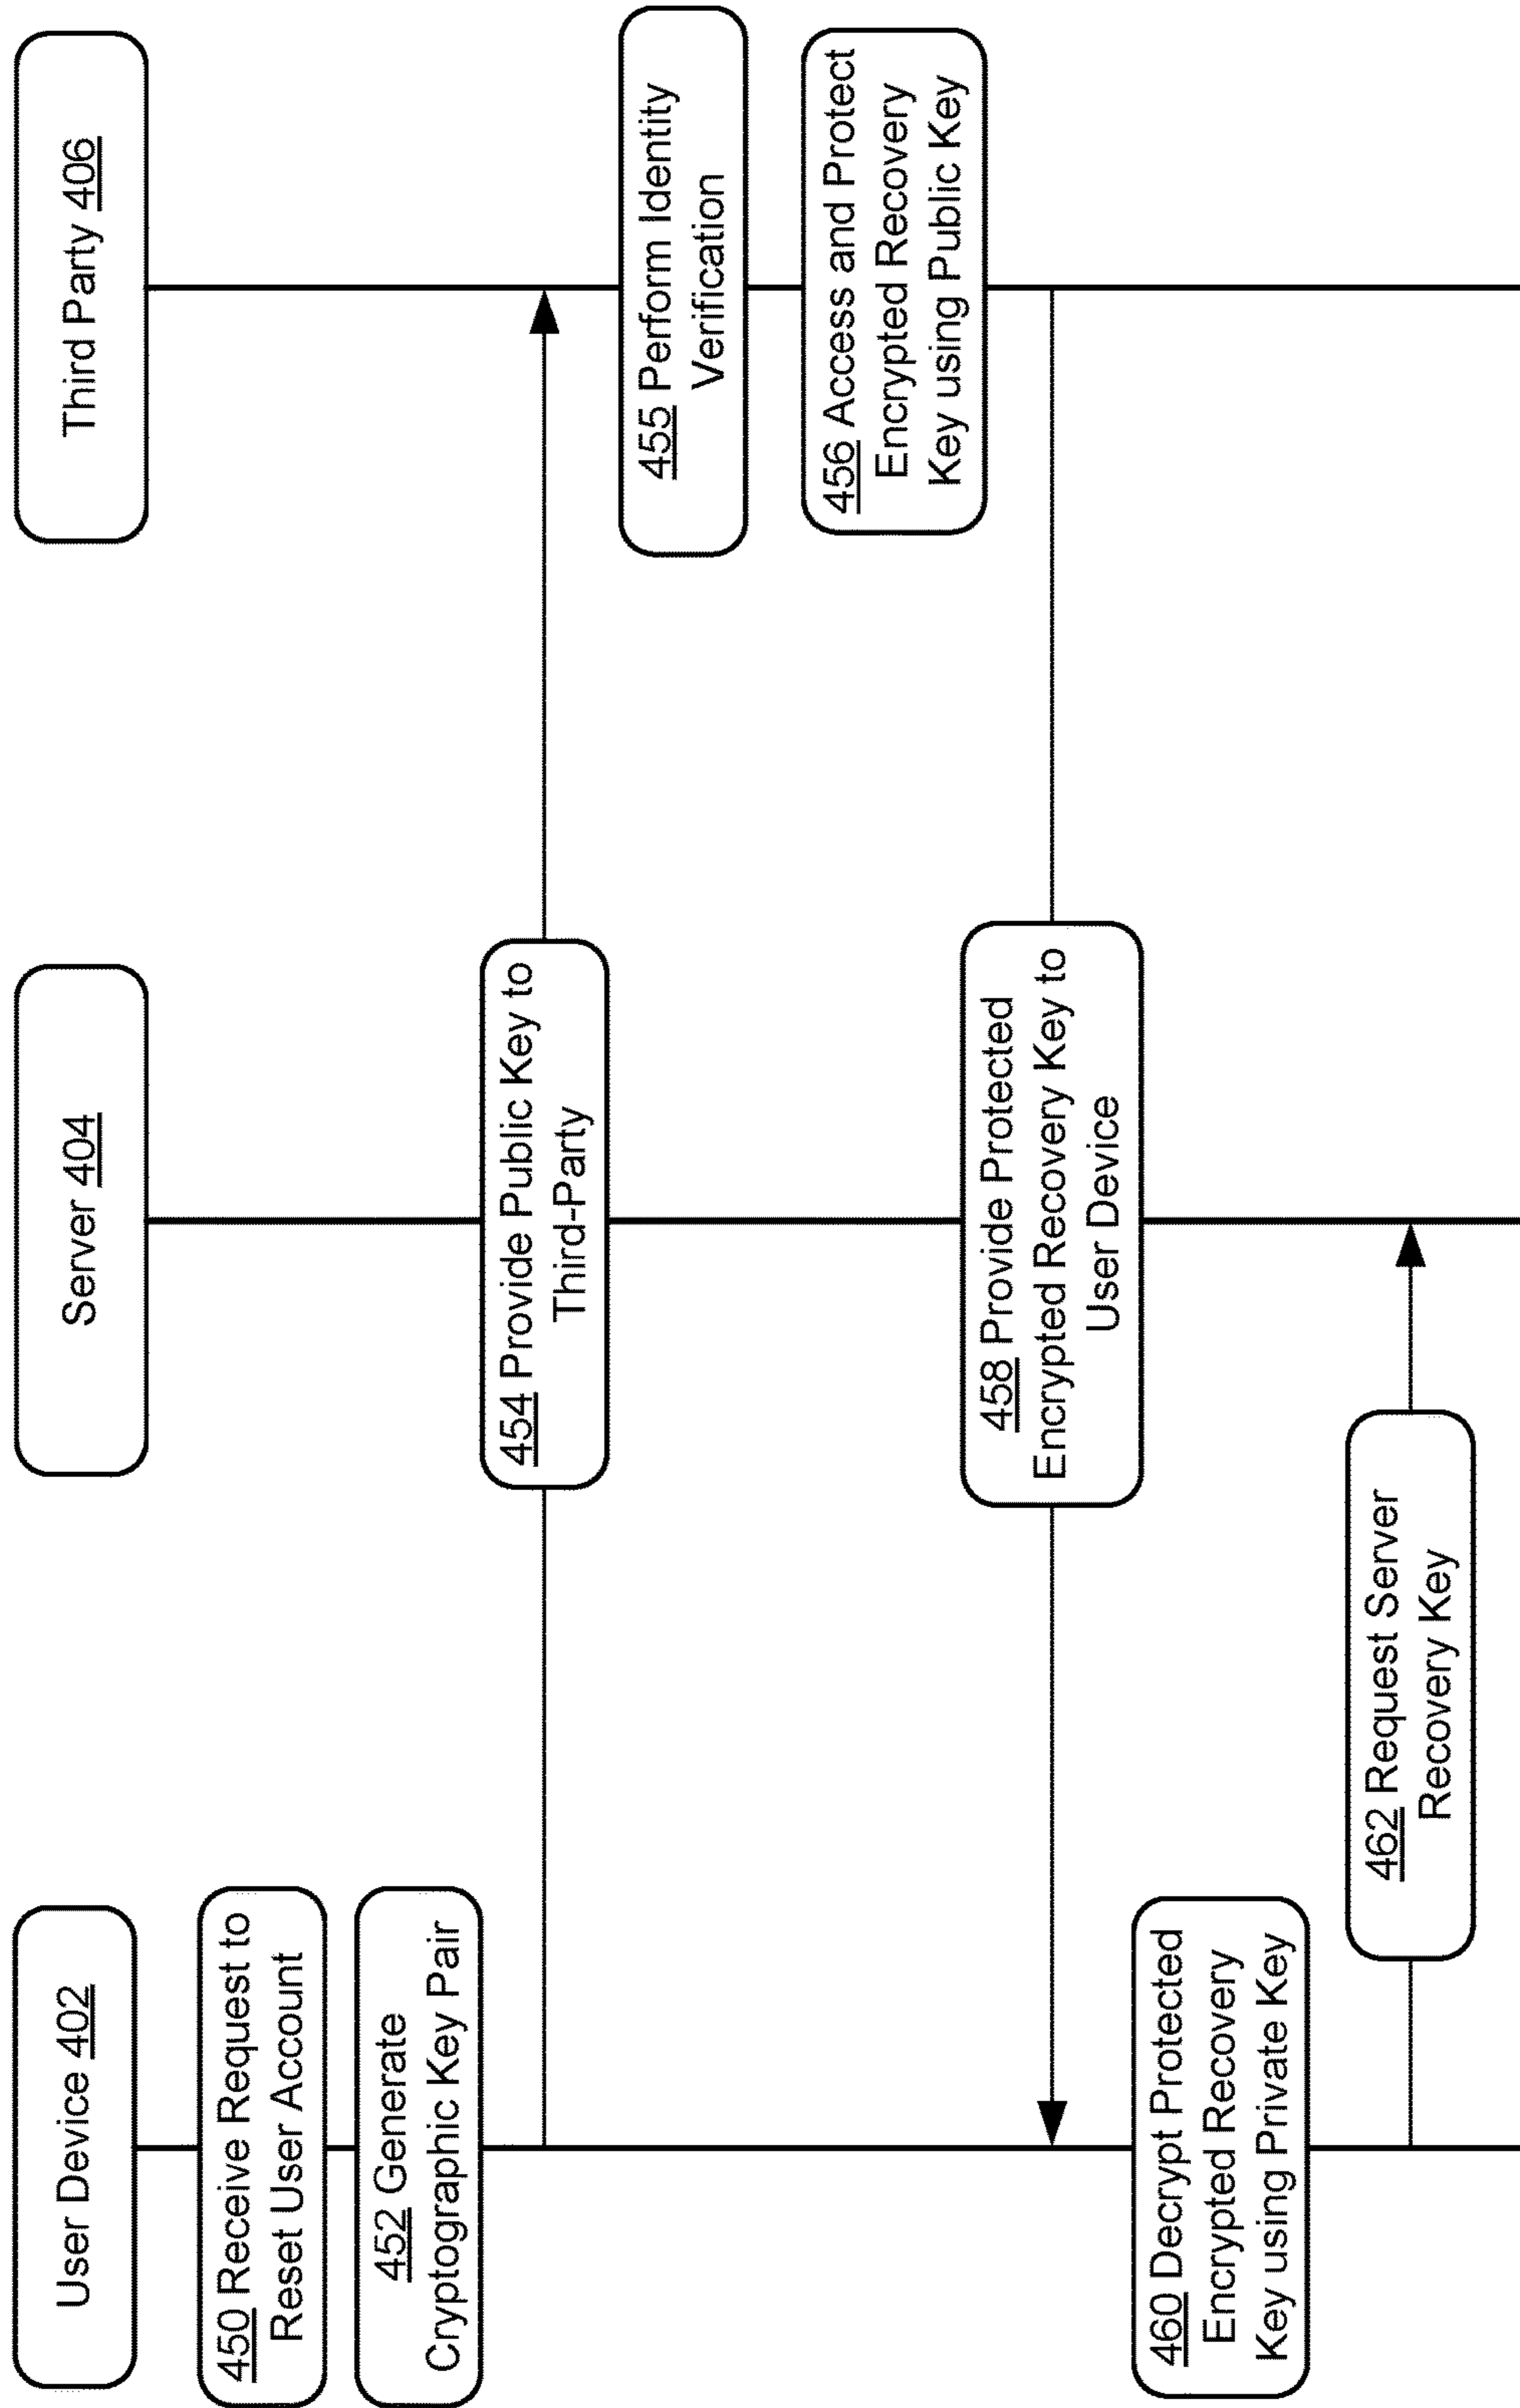 User Device 402
Server 404
Third Party 406
450 Receive Request to
Reset User Account
452 Generate
Cryptographic Key Pair
454 Provide Public Key to
Third-Party
455 Perform Identity
Verification
456 Access and Protect
Encrypted Recovery
Key using Public Key
458 Provide Protected
Encrypted Recovery Key to
User Device
460 Decrypt Protected
Encrypted Recovery
Key using Private Key
462 Request Server
Recovery Key